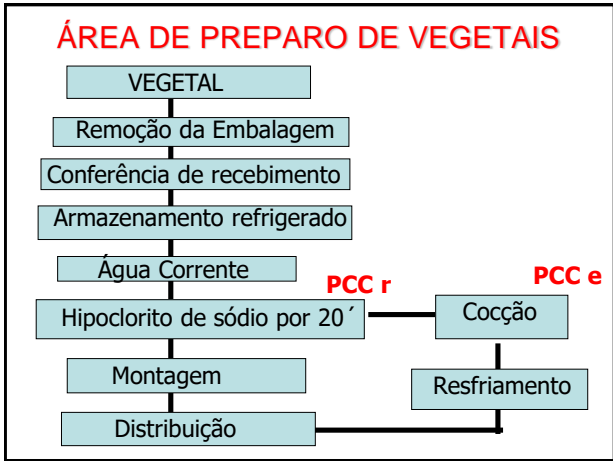 ÁREA DE PREPARO DE VEGETAIS
VEGETAL
Remoção da Embalagem
Conferência de recebimento
Armazenamento refrigerado
Água Corrente
PCC r
Hipoclorito de sódio por 20 ´
PCC e
Cocção
Montagem
Resfriamento
Distribuição